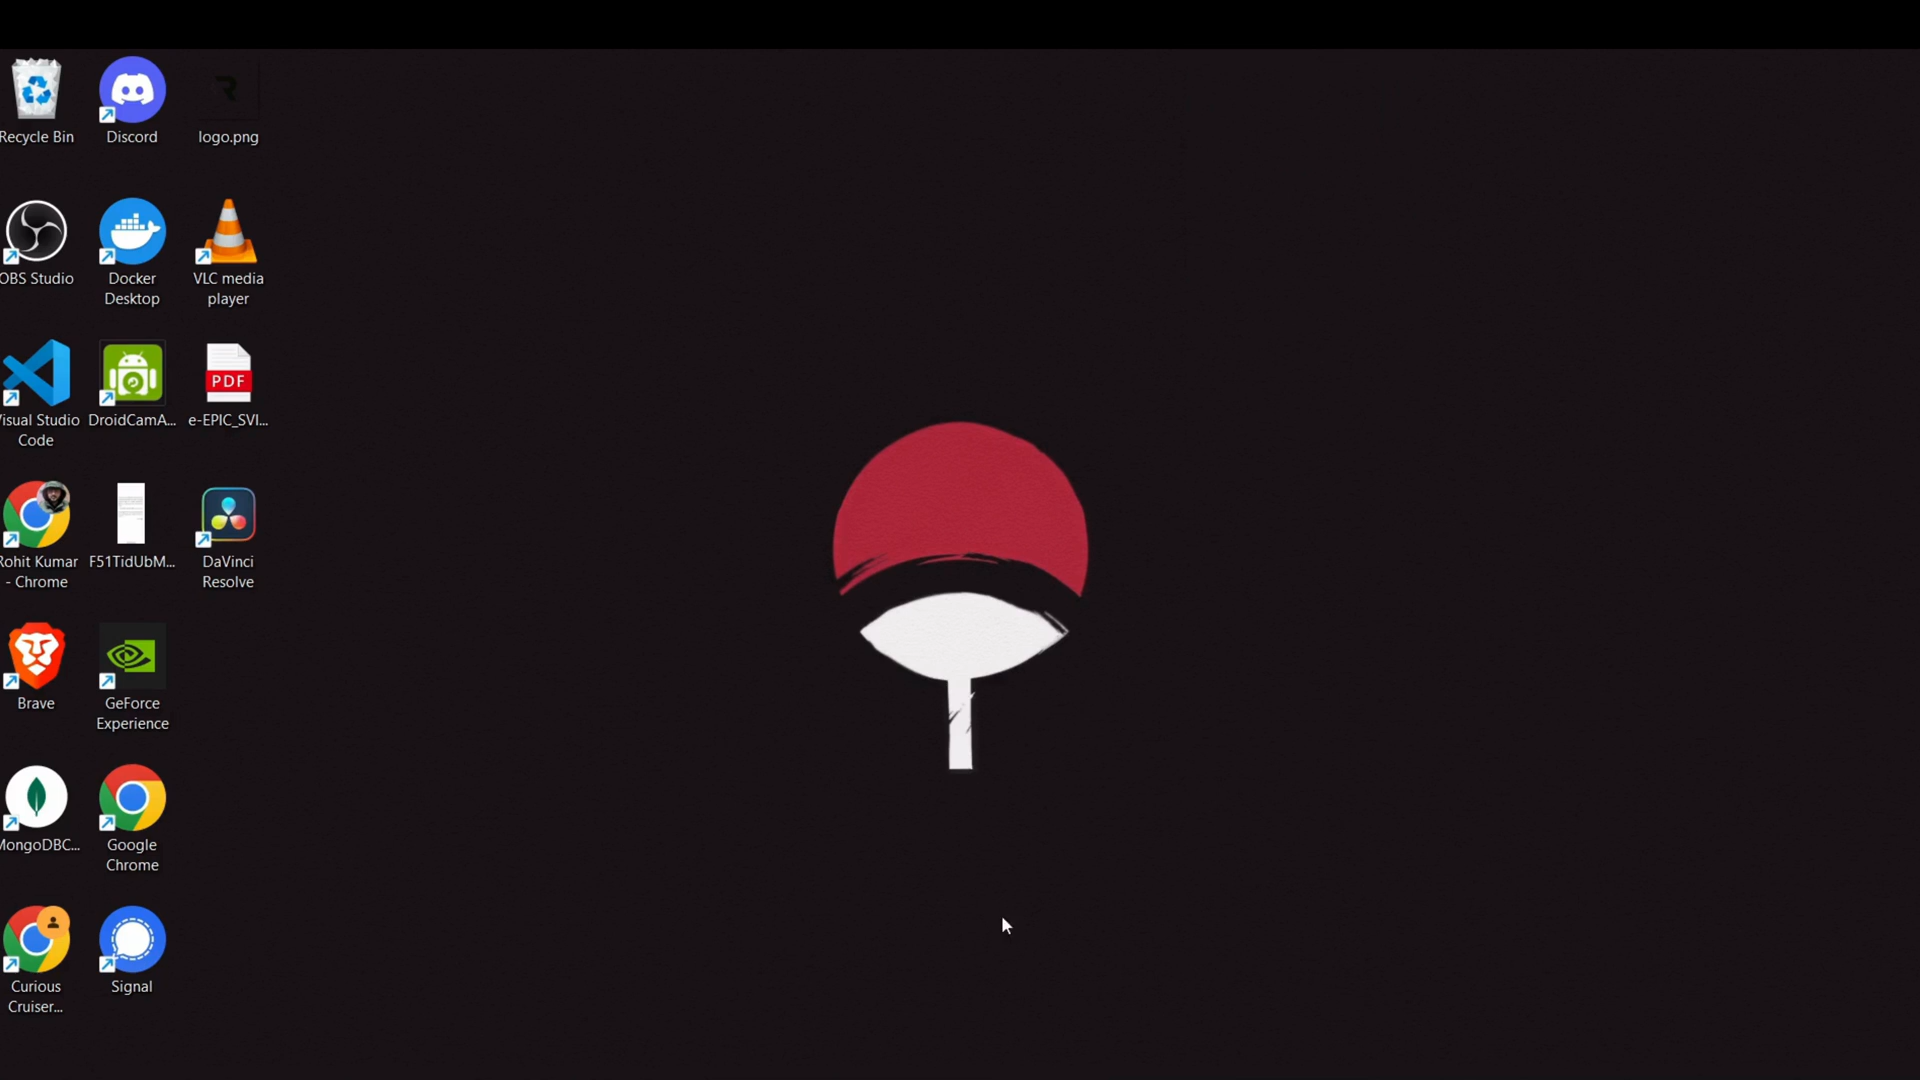 Recycle Bin
Discord
logo.png
OBS Studio
Docker
Desktop
VLC media
player
Visual Studio
Code
DroidCamA...
PDF
e-EPIC_SVI...
Rohit Kumar
- Chrome
F51TidUbM...
DaVinci
Resolve
Brave
GeForce
Experience
MongoDBC...
Google
Chrome
Curious
Cruiser...
Signal